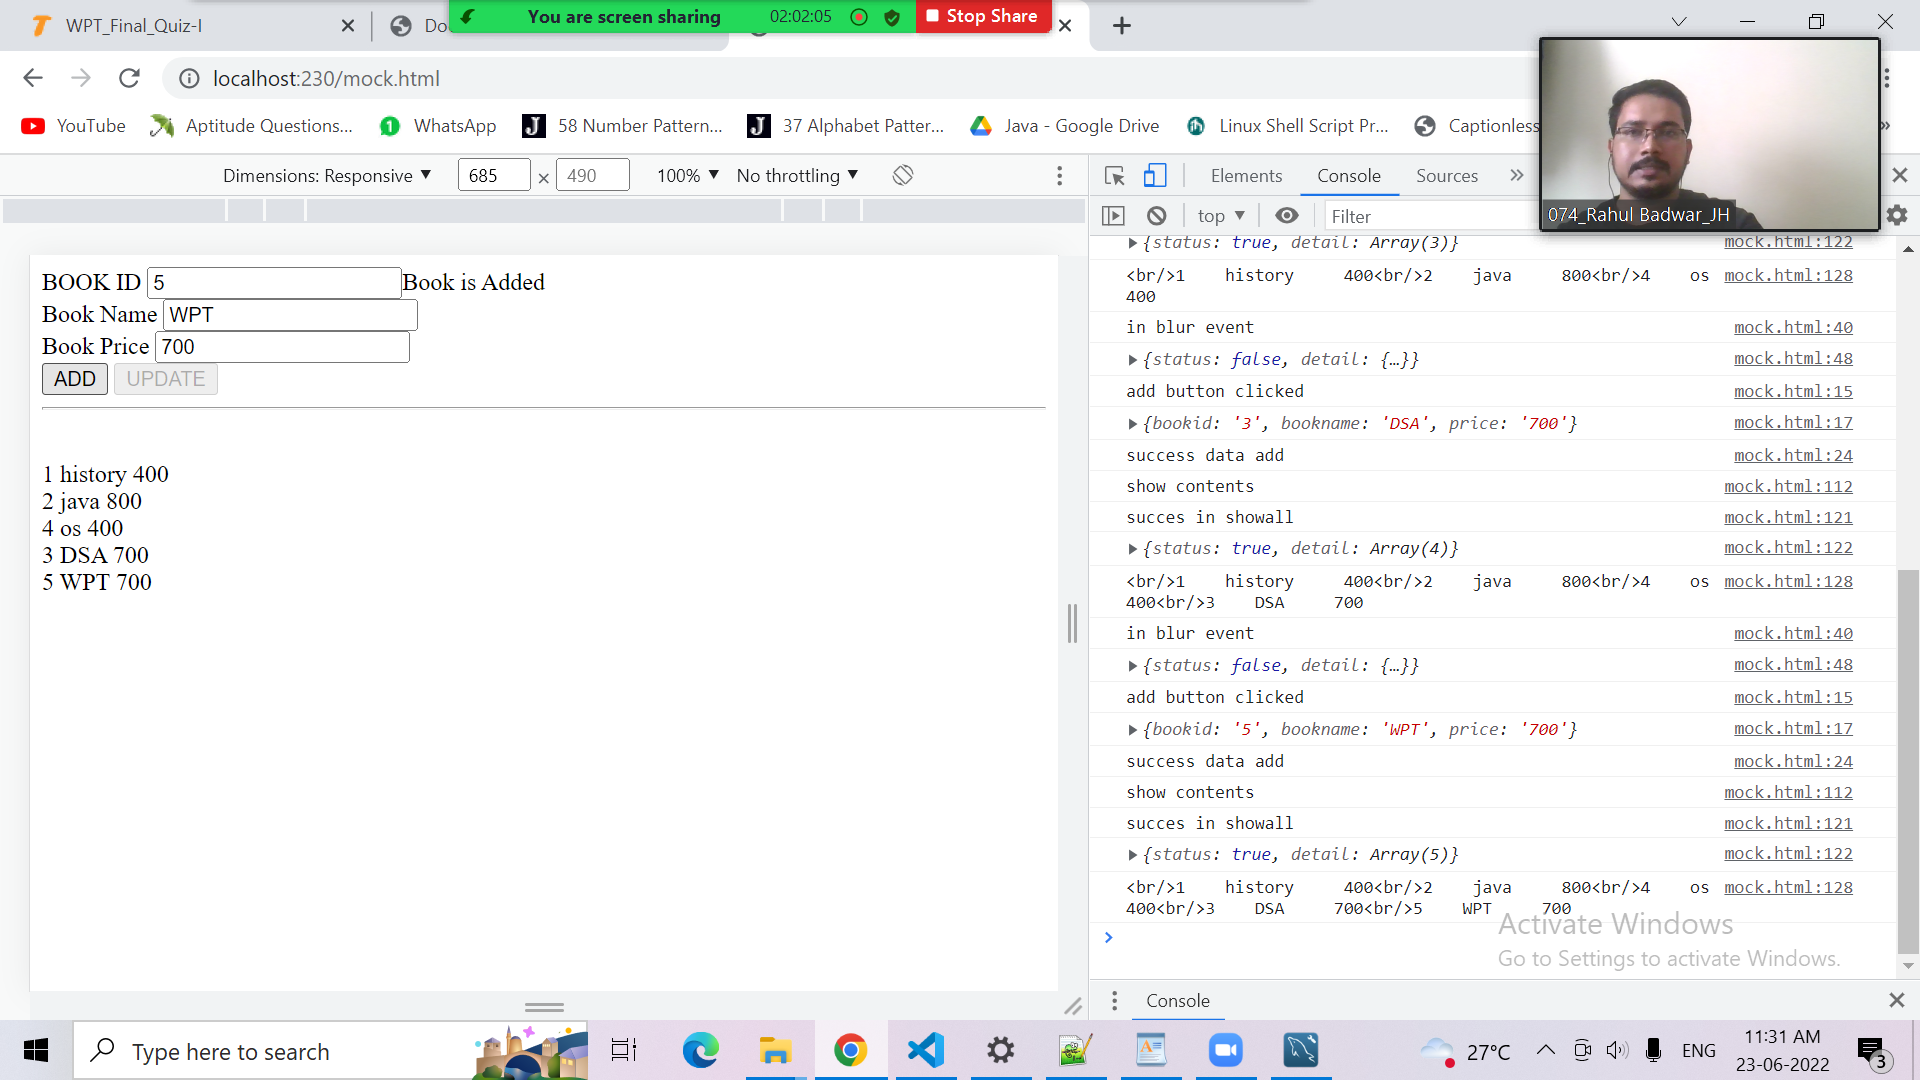 WPT_Final_Quiz-I
Do
You are screen sharing
02:02:05
Stop Share
localhost:230/mock.html
YouTube
Aptitude Questions...
WhatsApp
58 Number Pattern...
37 Alphabet Patter...
Java - Google Drive
Linux Shell Script Pr...
Captionless
»
Dimensions: Responsive ▼
685 × 490
100% ▼
No throttling ▼
Elements
Console
Sources
»
top ▼
Filter
074_Rahul Badwar_JH
BOOK ID 5 Book is Added
Book Name WPT
Book Price 700
ADD UPDATE
1 history 400
2 java 800
4 os 400
3 DSA 700
5 WPT 700
{status: true, detail: Array(3)} mock.html:122
<br/>1 history 400<br/>2 java 800<br/>4 os mock.html:128
400
in blur event mock.html:40
{status: false, detail: {…}} mock.html:48
add button clicked mock.html:15
{bookid: '3', bookname: 'DSA', price: '700'} mock.html:17
success data add mock.html:24
show contents mock.html:112
succes in showall mock.html:121
{status: true, detail: Array(4)} mock.html:122
<br/>1 history 400<br/>2 java 800<br/>4 os mock.html:128
400<br/>3 DSA 700
in blur event mock.html:40
{status: false, detail: {…}} mock.html:48
add button clicked mock.html:15
{bookid: '5', bookname: 'WPT', price: '700'} mock.html:17
success data add mock.html:24
show contents mock.html:112
succes in showall mock.html:121
{status: true, detail: Array(5)} mock.html:122
<br/>1 history 400<br/>2 java 800<br/>4 os mock.html:128
400<br/>3 DSA 700<br/>5 WPT 700
Activate Windows
Go to Settings to activate Windows.
Console
Type here to search
27°C
ENG
11:31 AM
23-06-2022
3